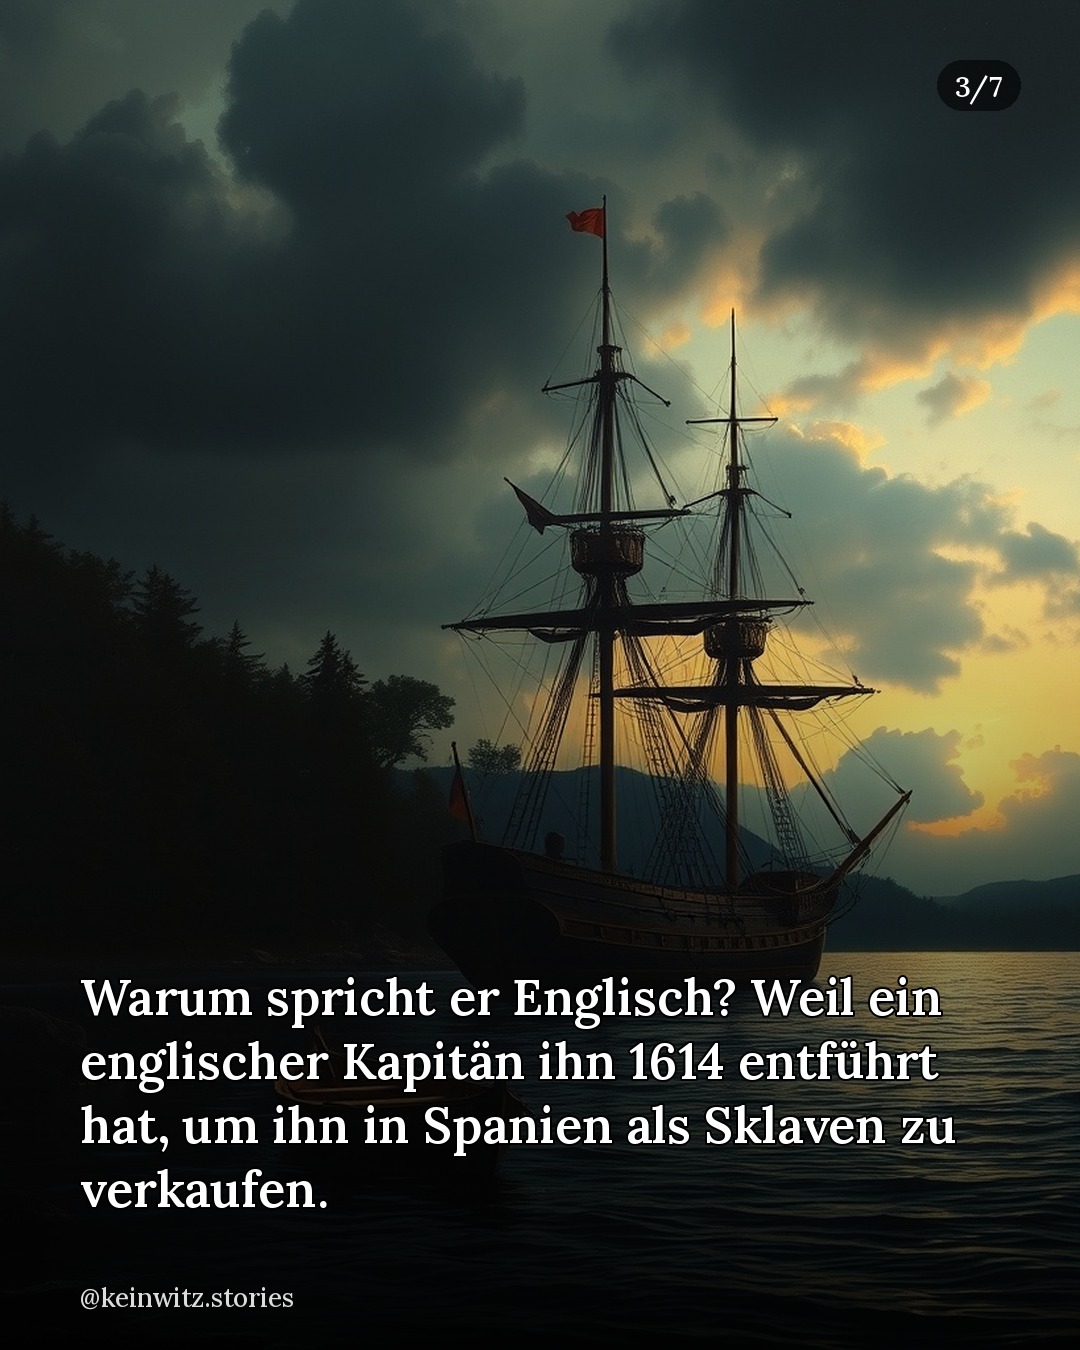 3/7
Warum spricht er Englisch? Weil ein
englischer Kapitän ihn 1614 entführt
hat, um ihn in Spanien als Sklaven zu
verkaufen.
@keinwitz.stories